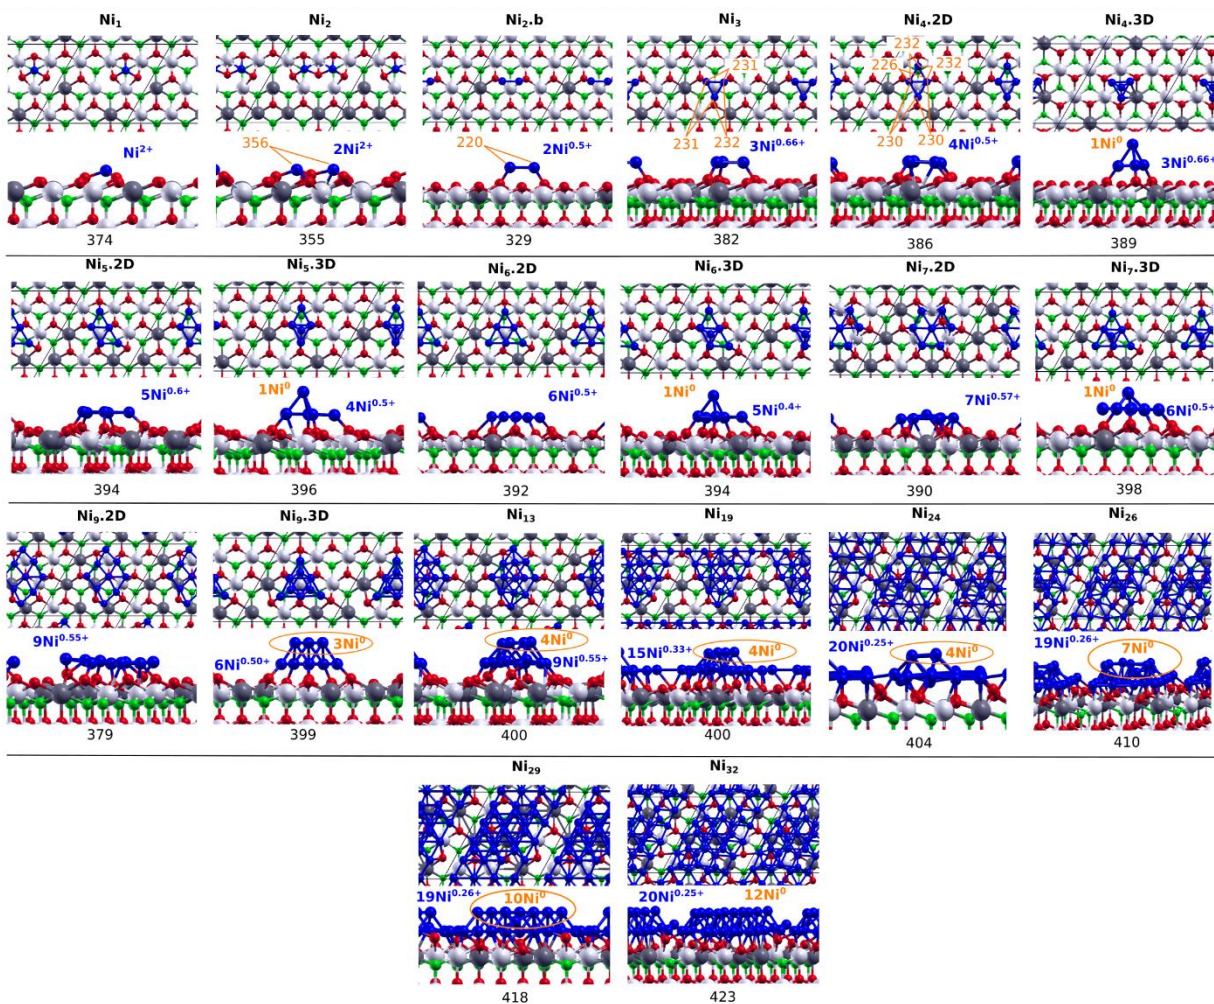 Ni₁ Ni₂ Ni₂.b Ni₃ Ni₄.2D Ni₄.3D
231
232
226 232
Ni²⁺ 356 2Ni²⁺ 220 2Ni⁰·⁵⁺ 231 232 3Ni⁰·⁶⁶⁺ 230 230 4Ni⁰·⁵⁺ 1Ni⁰ 3Ni⁰·⁶⁶⁺
374 355 329 382 386 389
Ni₅.2D Ni₅.3D Ni₆.2D Ni₆.3D Ni₇.2D Ni₇.3D
5Ni⁰·⁶⁺ 1Ni⁰ 4Ni⁰·⁵⁺ 6Ni⁰·⁵⁺ 1Ni⁰ 5Ni⁰·⁴⁺ 7Ni⁰·⁵⁷⁺ 1Ni⁰ 6Ni⁰·⁵⁺
394 396 392 394 390 398
Ni₉.2D Ni₉.3D Ni₁₃ Ni₁₉ Ni₂₄ Ni₂₆
9Ni⁰·⁵⁵⁺ 6Ni⁰·⁵⁰⁺ 3Ni⁰ 4Ni⁰ 9Ni⁰·⁵⁵⁺ 15Ni⁰·³³⁺ 4Ni⁰ 20Ni⁰·²⁵⁺ 4Ni⁰ 19Ni⁰·²⁶⁺ 7Ni⁰
379 399 400 400 404 410
Ni₂₉ Ni₃₂
19Ni⁰·²⁶⁺ 10Ni⁰ 20Ni⁰·²⁵⁺ 12Ni⁰
418 423